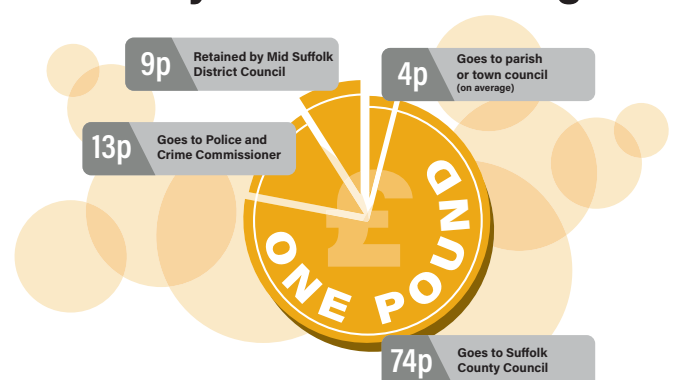 9p
Retained by Mid Suffolk
District Council
4p
Goes to parish
or town council
(on average)
13p
Goes to Police and
Crime Commissioner
£
ONE POUND
74p
Goes to Suffolk
County Council